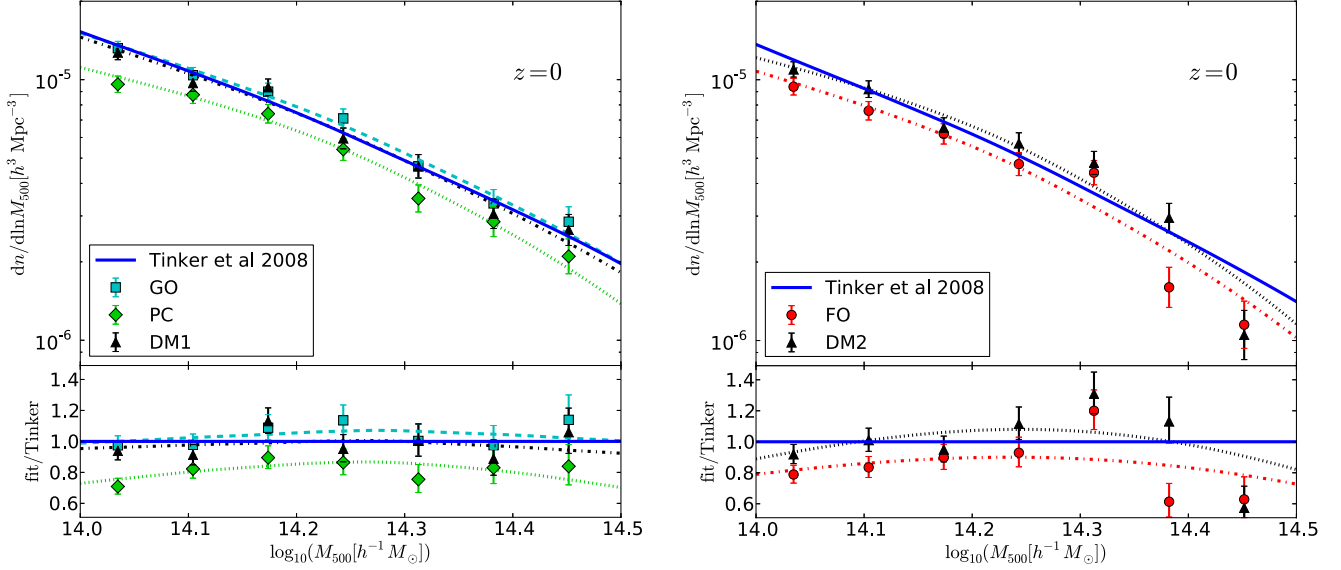 10⁻⁵
10⁻⁶
dn/dlnM₅₀₀[h³ Mpc⁻³]
z=0
Tinker et al 2008
GO
PC
DM1
1.4
1.2
1.0
0.8
0.6
fit/Tinker
14.0 14.1 14.2 14.3 14.4 14.5
log₁₀(M₅₀₀[h⁻¹ M☉])
10⁻⁵
10⁻⁶
dn/dlnM₅₀₀[h³ Mpc⁻³]
z=0
Tinker et al 2008
FO
DM2
1.4
1.2
1.0
0.8
0.6
fit/Tinker
14.0 14.1 14.2 14.3 14.4 14.5
log₁₀(M₅₀₀[h⁻¹ M☉])